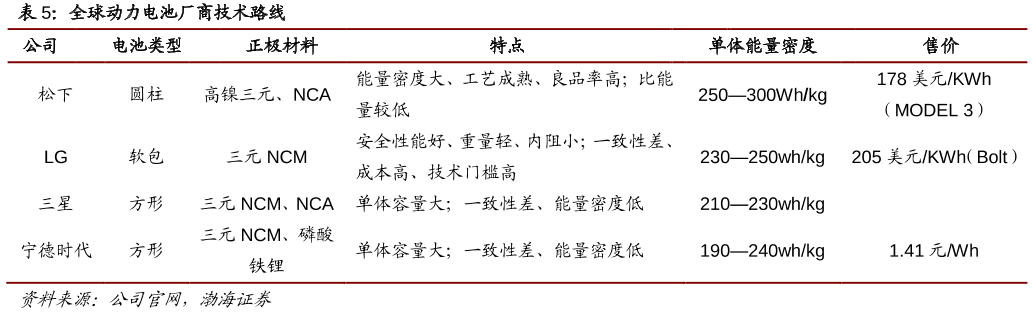 表 5：全球动力电池厂商技术路线
公司 电池类型 正极材料 特点 单体能量密度 售价
松下 圆柱 高镍三元、NCA 能量密度大、工艺成熟、良品率高；比能量较低 250—300Wh/kg 178 美元/KWh（MODEL 3）
LG 软包 三元 NCM 安全性能好、重量轻、内阻小；一致性差、成本高、技术门槛高 230—250wh/kg 205 美元/KWh（Bolt）
三星 方形 三元 NCM、NCA 单体容量大；一致性差、能量密度低 210—230wh/kg
宁德时代 方形 三元 NCM、磷酸铁锂 单体容量大；一致性差、能量密度低 190—240wh/kg 1.41 元/Wh
资料来源：公司官网，渤海证券